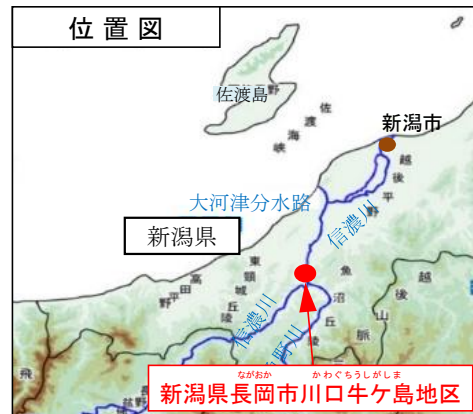 位置図
佐渡島
佐渡海峡
新潟市
越後平野
大河津分水路
信濃川
新潟県
東頸城丘陵
高田平野
魚沼丘陵
越後山脈
信濃川
野川
飛
長
ながおか かわぐちうしがしま
新潟県長岡市川口牛ケ島地区